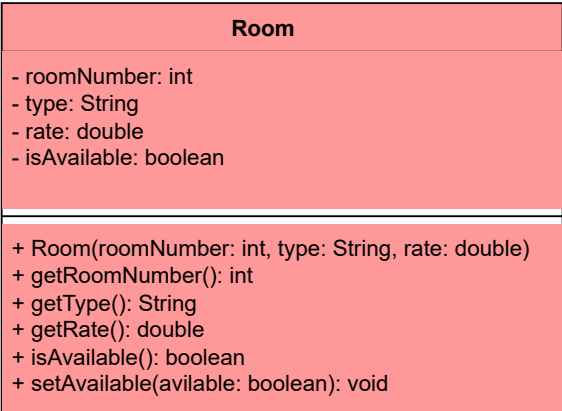 Room
- roomNumber: int
- type: String
- rate: double
- isAvailable: boolean
+ Room(roomNumber: int, type: String, rate: double)
+ getRoomNumber(): int
+ getType(): String
+ getRate(): double
+ isAvailable(): boolean
+ setAvailable(avilable: boolean): void